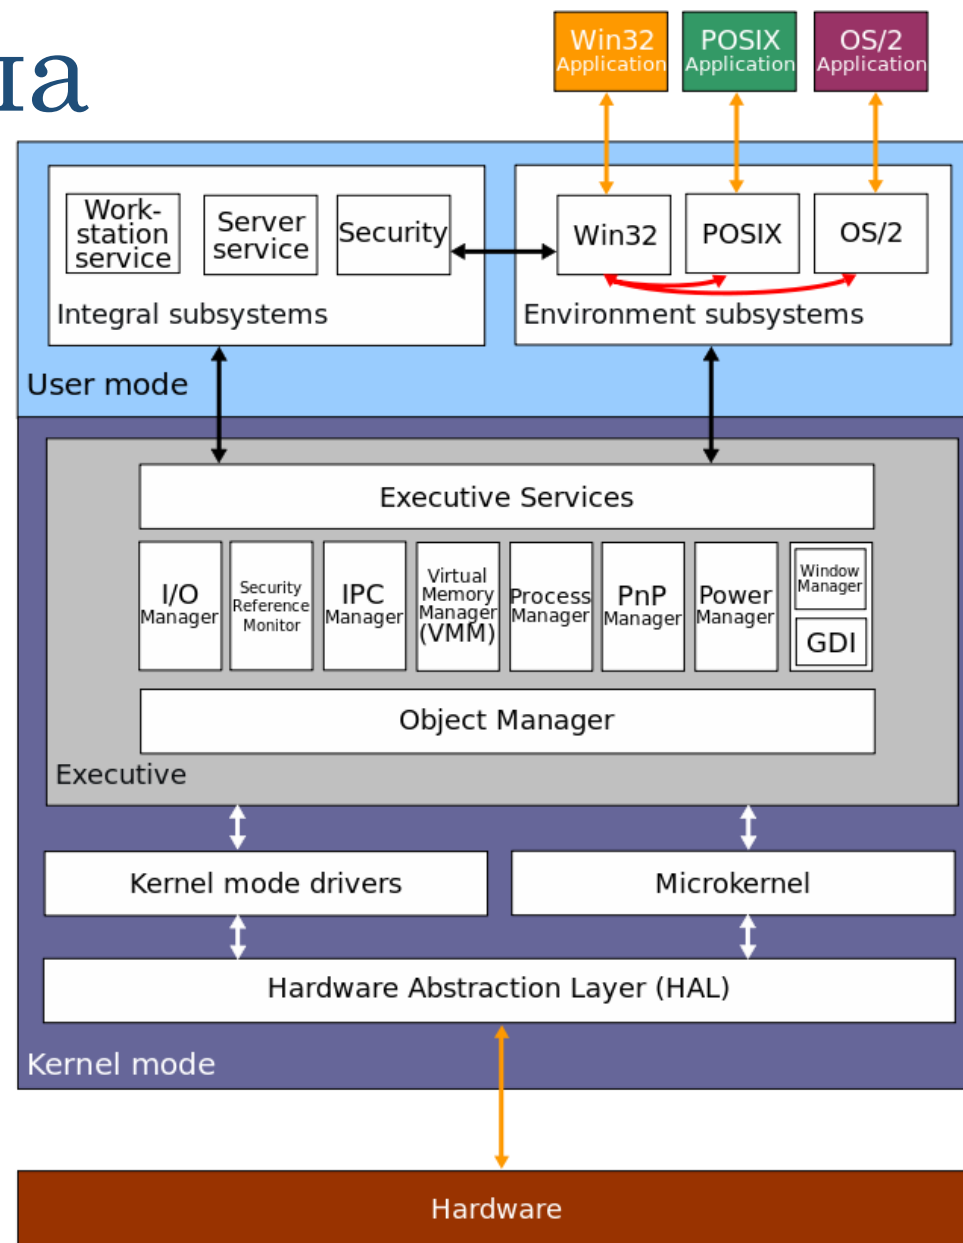 Win32
Application
POSIX
Application
OS/2
Application
Work-
station
service
Server
service
Security
Integral subsystems
Win32
POSIX
OS/2
Environment subsystems
User mode
Executive Services
I/O
Manager
Security
Reference
Monitor
IPC
Manager
Virtual
Memory
Manager
(VMM)
Process
Manager
PnP
Manager
Power
Manager
Window
Manager
GDI
Object Manager
Executive
Kernel mode drivers
Microkernel
Hardware Abstraction Layer (HAL)
Kernel mode
Hardware